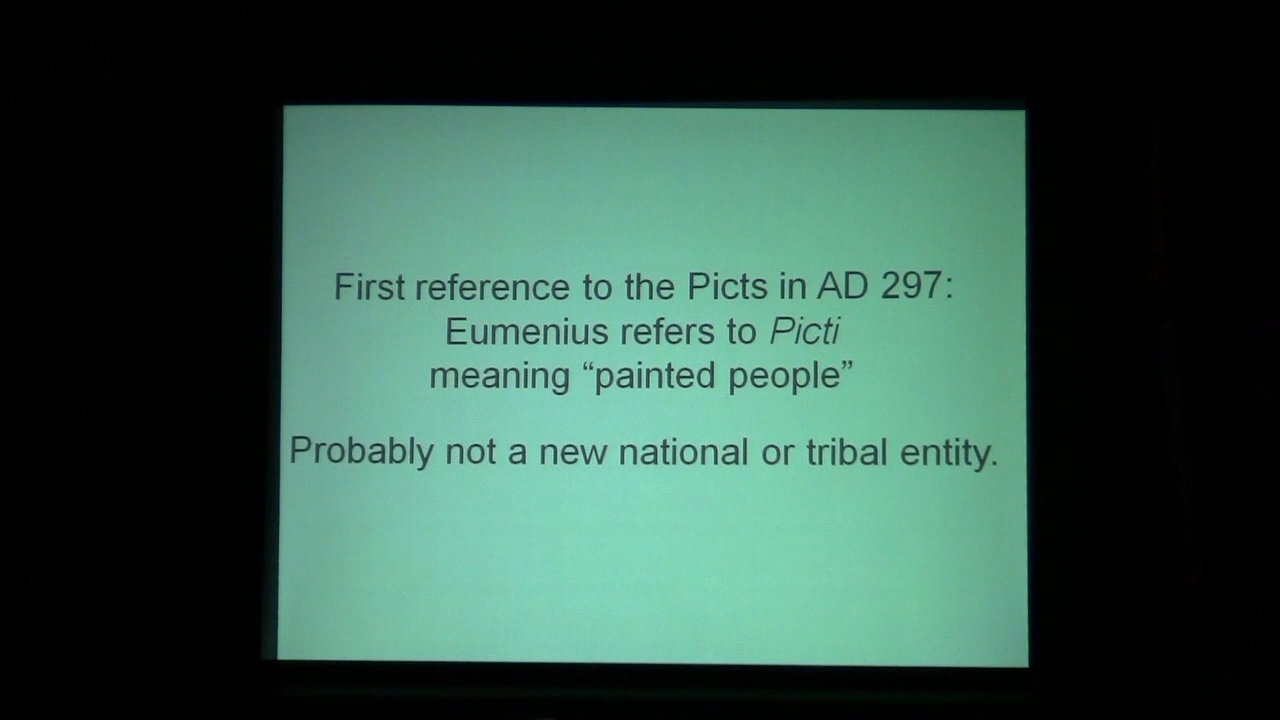 First reference to the Picts in AD 297:
Eumenius refers to Picti
meaning “painted people”
Probably not a new national or tribal entity.